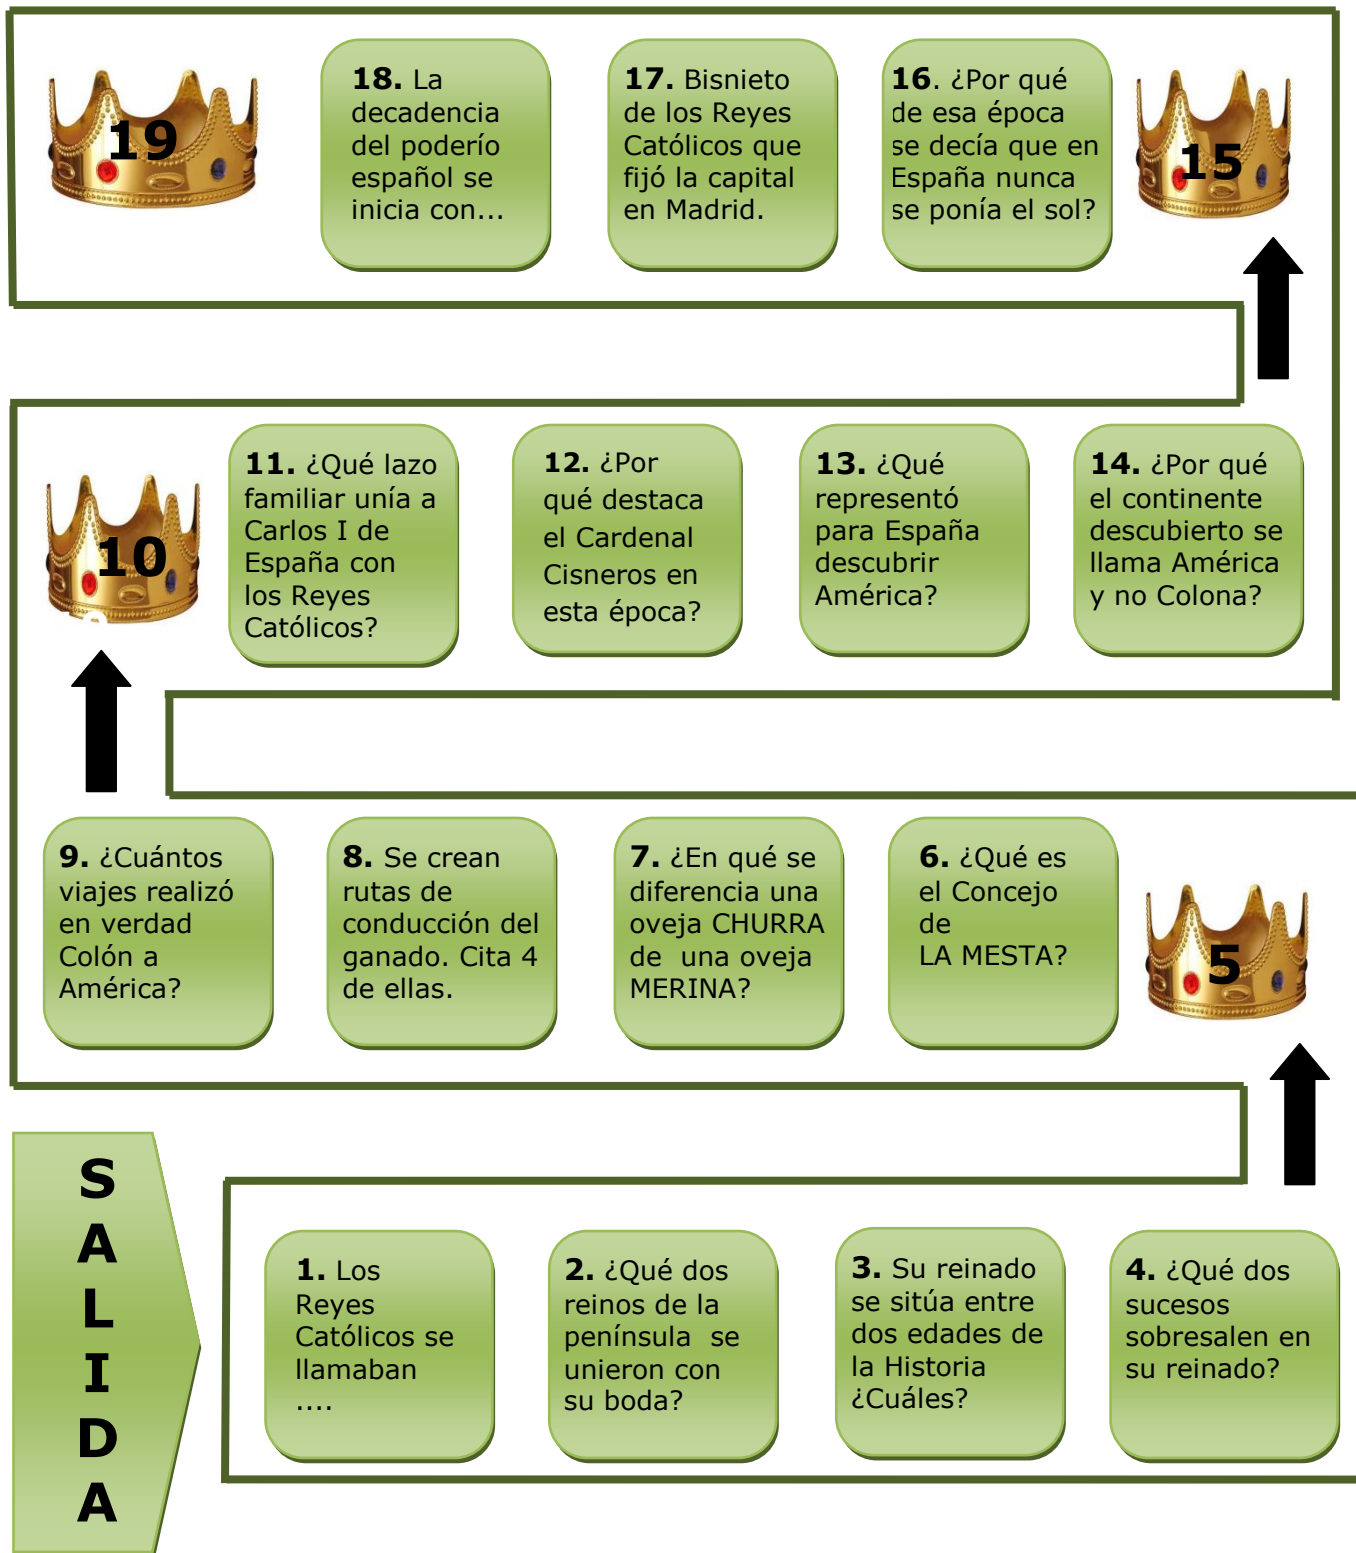 19
18. La
decadencia
del poderío
español se
inicia con...
17. Bisnieto
de los Reyes
Católicos que
fijó la capital
en Madrid.
16. ¿Por qué
de esa época
se decía que en
España nunca
se ponía el sol?
15
10
11. ¿Qué lazo
familiar unía a
Carlos I de
España con
los Reyes
Católicos?
12. ¿Por
qué destaca
el Cardenal
Cisneros en
esta época?
13. ¿Qué
representó
para España
descubrir
América?
14. ¿Por qué
el continente
descubierto se
llama América
y no Colona?
9. ¿Cuántos
viajes realizó
en verdad
Colón a
América?
8. Se crean
rutas de
conducción del
ganado. Cita 4
de ellas.
7. ¿En qué se
diferencia una
oveja CHURRA
de una oveja
MERINA?
6. ¿Qué es
el Concejo
de
LA MESTA?
5
S
A
L
I
D
A
1. Los
Reyes
Católicos se
llamaban
....
2. ¿Qué dos
reinos de la
península se
unieron con
su boda?
3. Su reinado
se sitúa entre
dos edades de
la Historia
¿Cuáles?
4. ¿Qué dos
sucesos
sobresalen en
su reinado?